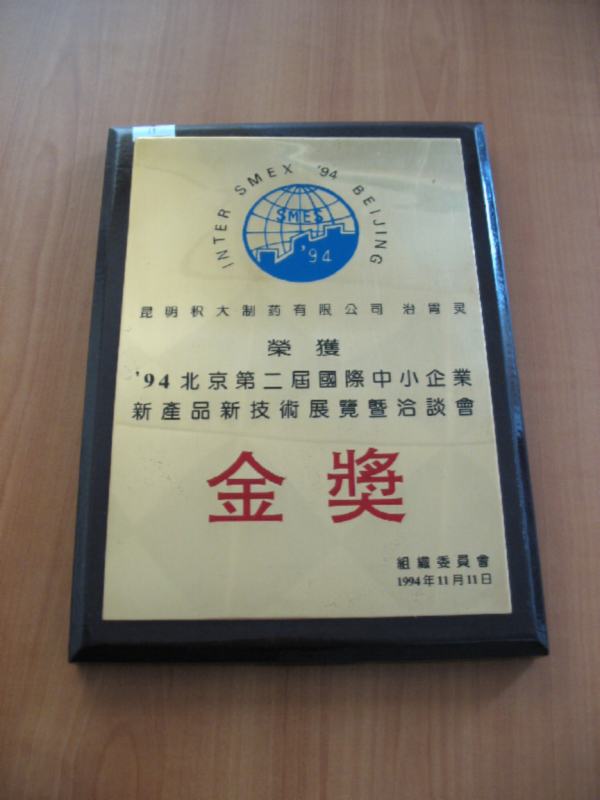 INTER SMEX '94 BEIJING
SMES
'94
昆明积大制药有限公司 治胃灵
榮獲
'94北京第二屆國際中小企業
新產品新技術展覽暨洽談會
金獎
組織委員會
1994年11月11日